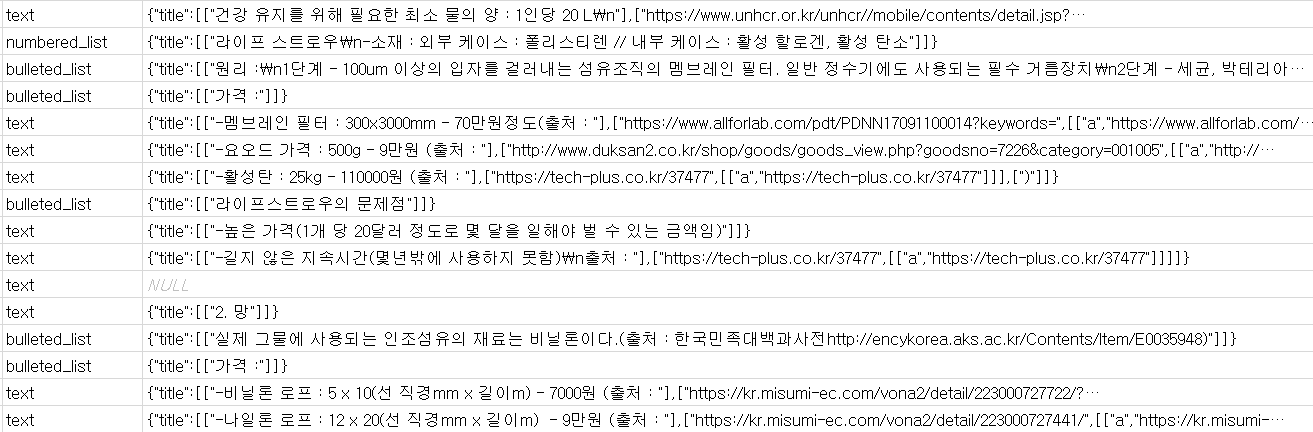 text {"title":[["건강 유지를 위해 필요한 최소 물의 양 : 1인당 20 L₩n"],["https://www.unhcr.or.kr/unhcr//mobile/contents/detail.jsp?…
numbered_list {"title":[["라이프 스트로우₩n-소재 : 외부 케이스 : 폴리스티렌 // 내부 케이스 : 활성 할로겐, 활성 탄소"]]}
bulleted_list {"title":[["원리 :₩n1단계 - 100um 이상의 입자를 걸러내는 섬유조직의 멤브레인 필터. 일반 정수기에도 사용되는 필수 거름장치₩n2단계 - 세균, 박테리아…
bulleted_list {"title":[["가격 :"]]}
text {"title":[["-멤브레인 필터 : 300x3000mm - 70만원정도(출처 : "],["https://www.allforlab.com/pdt/PDNN17091100014?keywords=",[["a","https://www.allforlab.com/…
text {"title":[["-요오드 가격 : 500g - 9만원 (출처 : "],["http://www.duksan2.co.kr/shop/goods/goods_view.php?goodsno=7226&category=001005",[["a","http://…
text {"title":[["-활성탄 : 25kg - 110000원 (출처 : "],["https://tech-plus.co.kr/37477",[["a","https://tech-plus.co.kr/37477"]]],[")"]]}
bulleted_list {"title":[["라이프스트로우의 문제점"]]}
text {"title":[["-높은 가격(1개 당 20달러 정도로 몇 달을 일해야 벌 수 있는 금액임)"]]}
text {"title":[["-길지 않은 지속시간(몇년밖에 사용하지 못함)₩n출처 : "],["https://tech-plus.co.kr/37477",[["a","https://tech-plus.co.kr/37477"]]]]}
text NULL
text {"title":[["2. 망"]]}
bulleted_list {"title":[["실제 그물에 사용되는 인조섬유의 재료는 비닐론이다.(출처 : 한국민족대백과사전http://encykorea.aks.ac.kr/Contents/Item/E0035948)"]]}
bulleted_list {"title":[["가격 :"]]}
text {"title":[["-비닐론 로프 : 5 x 10(선 직경mm x 길이m) - 7000원 (출처 : "],["https://kr.misumi-ec.com/vona2/detail/223000727722/?…
text {"title":[["-나일론 로프 : 12 x 20(선 직경mm x 길이m)  - 9만원 (출처 : "],["https://kr.misumi-ec.com/vona2/detail/223000727441/",[["a","https://kr.misumi-…